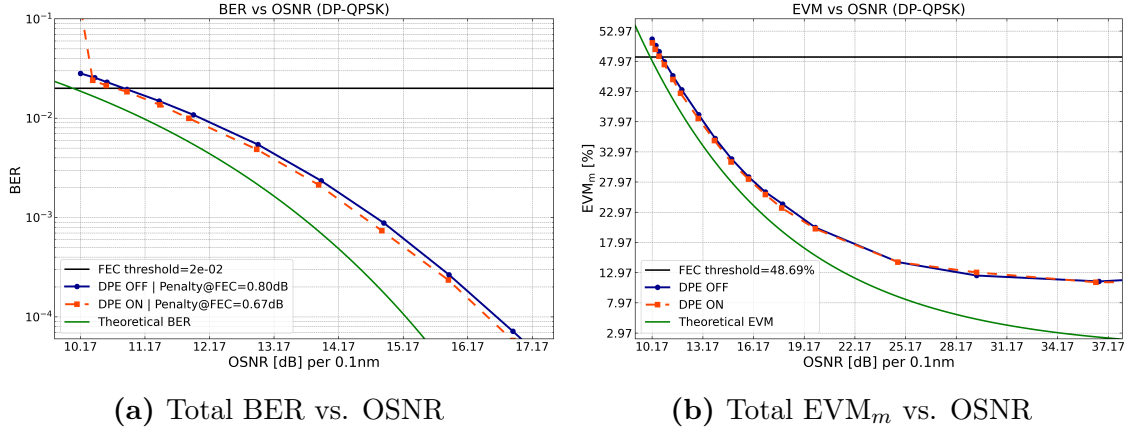 BER vs OSNR (DP-QPSK)
10⁻¹
10⁻²
10⁻³
10⁻⁴
BER
FEC threshold=2e-02
DPE OFF | Penalty@FEC=0.80dB
DPE ON | Penalty@FEC=0.67dB
Theoretical BER
10.17 11.17 12.17 13.17 14.17 15.17 16.17 17.17
OSNR [dB] per 0.1nm
(a) Total BER vs. OSNR
EVM vs OSNR (DP-QPSK)
52.97
47.97
42.97
37.97
32.97
27.97
22.97
17.97
12.97
7.97
2.97
EVMₘ [%]
FEC threshold=48.69%
DPE OFF
DPE ON
Theoretical EVM
10.17 13.17 16.17 19.17 22.17 25.17 28.17 31.17 34.17 37.17
OSNR [dB] per 0.1nm
(b) Total EVMₘ vs. OSNR